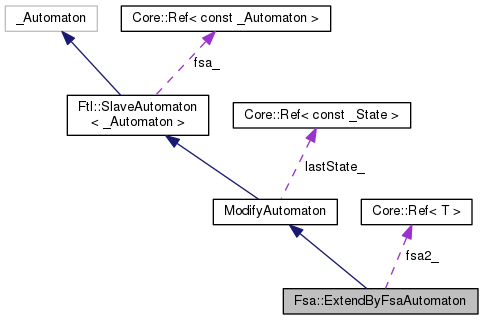 _Automaton
Core::Ref< const _Automaton >
fsa_
Ftl::SlaveAutomaton
< _Automaton >
Core::Ref< const _State >
lastState_
ModifyAutomaton
Core::Ref< T >
fsa2_
Fsa::ExtendByFsaAutomaton